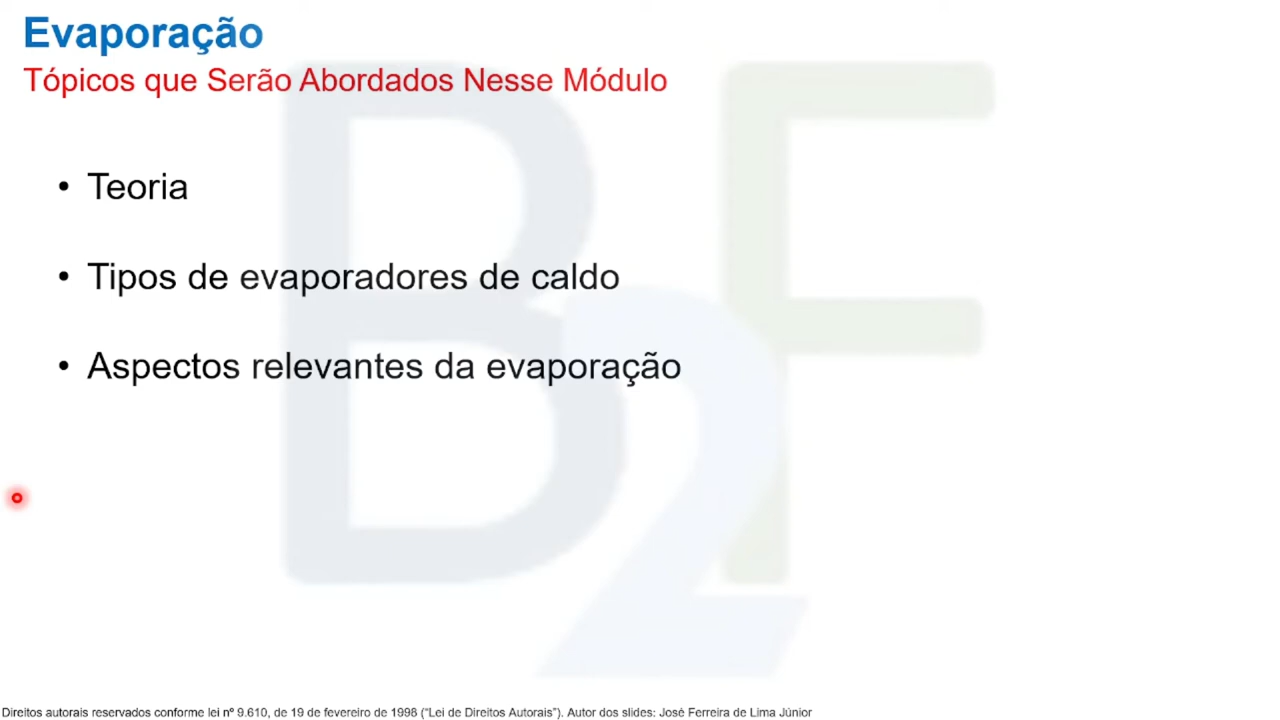 Evaporação
Tópicos que Serão Abordados Nesse Módulo
• Teoria
• Tipos de evaporadores de caldo
• Aspectos relevantes da evaporação
B2F
Direitos autorais reservados conforme lei nº 9.610, de 19 de fevereiro de 1998 (“Lei de Direitos Autorais”). Autor dos slides: José Ferreira de Lima Júnior